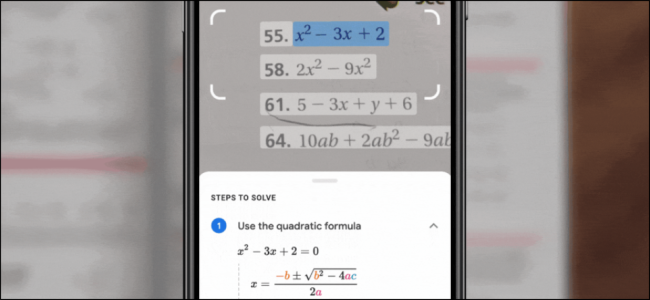 55. x² − 3x + 2
58. 2x² − 9x²
61. 5 − 3x + y + 6
64. 10ab + 2ab² −
STEPS TO SOLVE
1 Use the quadratic formula
x² − 3x + 2 = 0
x = −b ± √b² − 4ac / 2a